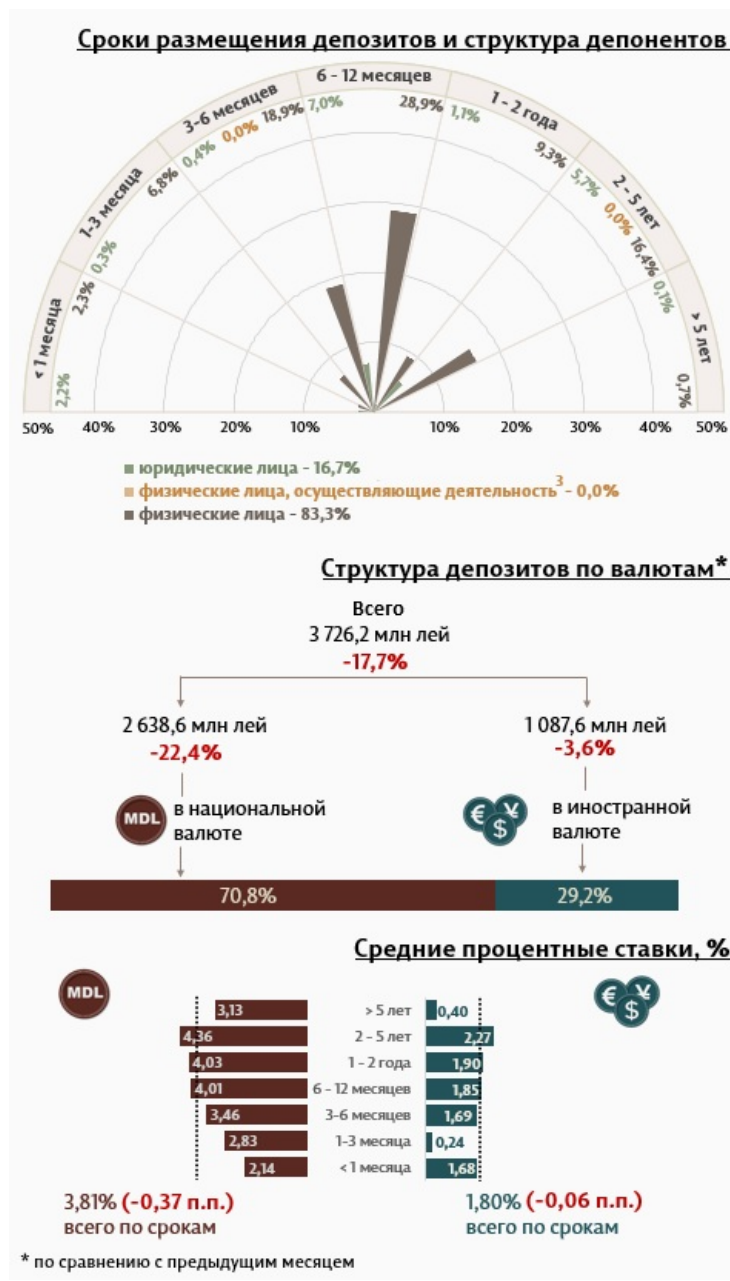 Сроки размещения депозитов и структура депонентов
6 - 12 месяцев
3-6 месяцев
1 - 2 года
18,9% 7,0%
28,9% 1,1%
0,0%
0,4%
6,8%
9,3%
5,7%
0,0%
16,4%
0,1%
1-3 месяца
2 - 5 лет
0,3%
2,3%
< 1 месяца
> 5 лет
2,2%
0,7%
50% 40% 30% 20% 10% 10% 20% 30% 40% 50%
юридические лица - 16,7%
физические лица, осуществляющие деятельность3 - 0,0%
физические лица - 83,3%
Структура депозитов по валютам*
Всего
3 726,2 млн лей
-17,7%
2 638,6 млн лей
-22,4%
1 087,6 млн лей
-3,6%
MDL
в национальной
валюте
€ ¥ $
в иностранной
валюте
70,8% 29,2%
Средние процентные ставки, %
MDL
€ ¥ $
3,13 > 5 лет 0,40
4,36 2 - 5 лет 2,27
4,03 1 - 2 года 1,90
4,01 6 - 12 месяцев 1,85
3,46 3-6 месяцев 1,69
2,83 1-3 месяца 0,24
2,14 < 1 месяца 1,68
3,81% (-0,37 п.п.)
всего по срокам
1,80% (-0,06 п.п.)
всего по срокам
* по сравнению с предыдущим месяцем